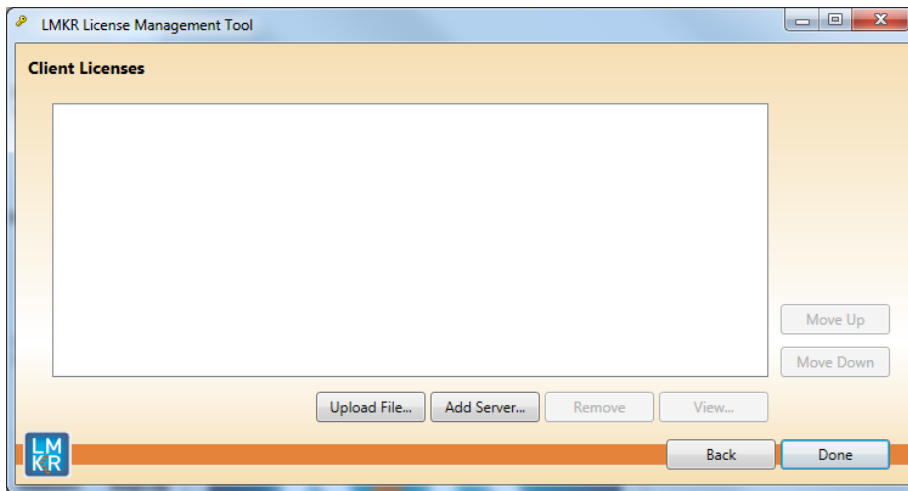 LMKR License Management Tool
Client Licenses
Move Up
Move Down
Upload File... Add Server... Remove View...
LM
KR
Back Done